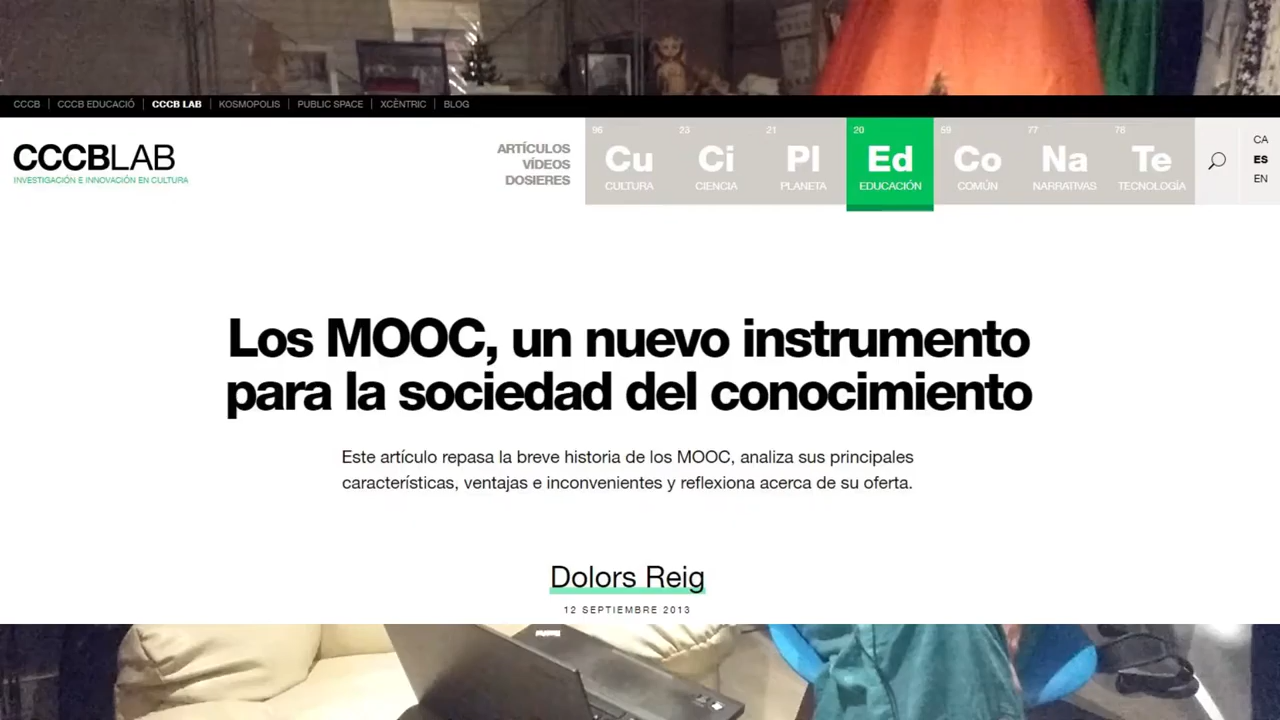 CCCB | CCCB EDUCACIÓ | CCCB LAB | KOSMOPOLIS | PUBLIC SPACE | XCÈNTRIC | BLOG
CCCBLAB
INVESTIGACIÓN E INNOVACIÓN EN CULTURA
ARTÍCULOS
VÍDEOS
DOSIERES
96
Cu
CULTURA
23
Ci
CIENCIA
21
Pl
PLANETA
20
Ed
EDUCACIÓN
59
Co
COMÚN
77
Na
NARRATIVAS
78
Te
TECNOLOGÍA
CA
ES
EN
Los MOOC, un nuevo instrumento
para la sociedad del conocimiento
Este artículo repasa la breve historia de los MOOC, analiza sus principales
características, ventajas e inconvenientes y reflexiona acerca de su oferta.
Dolors Reig
12 SEPTIEMBRE 2013